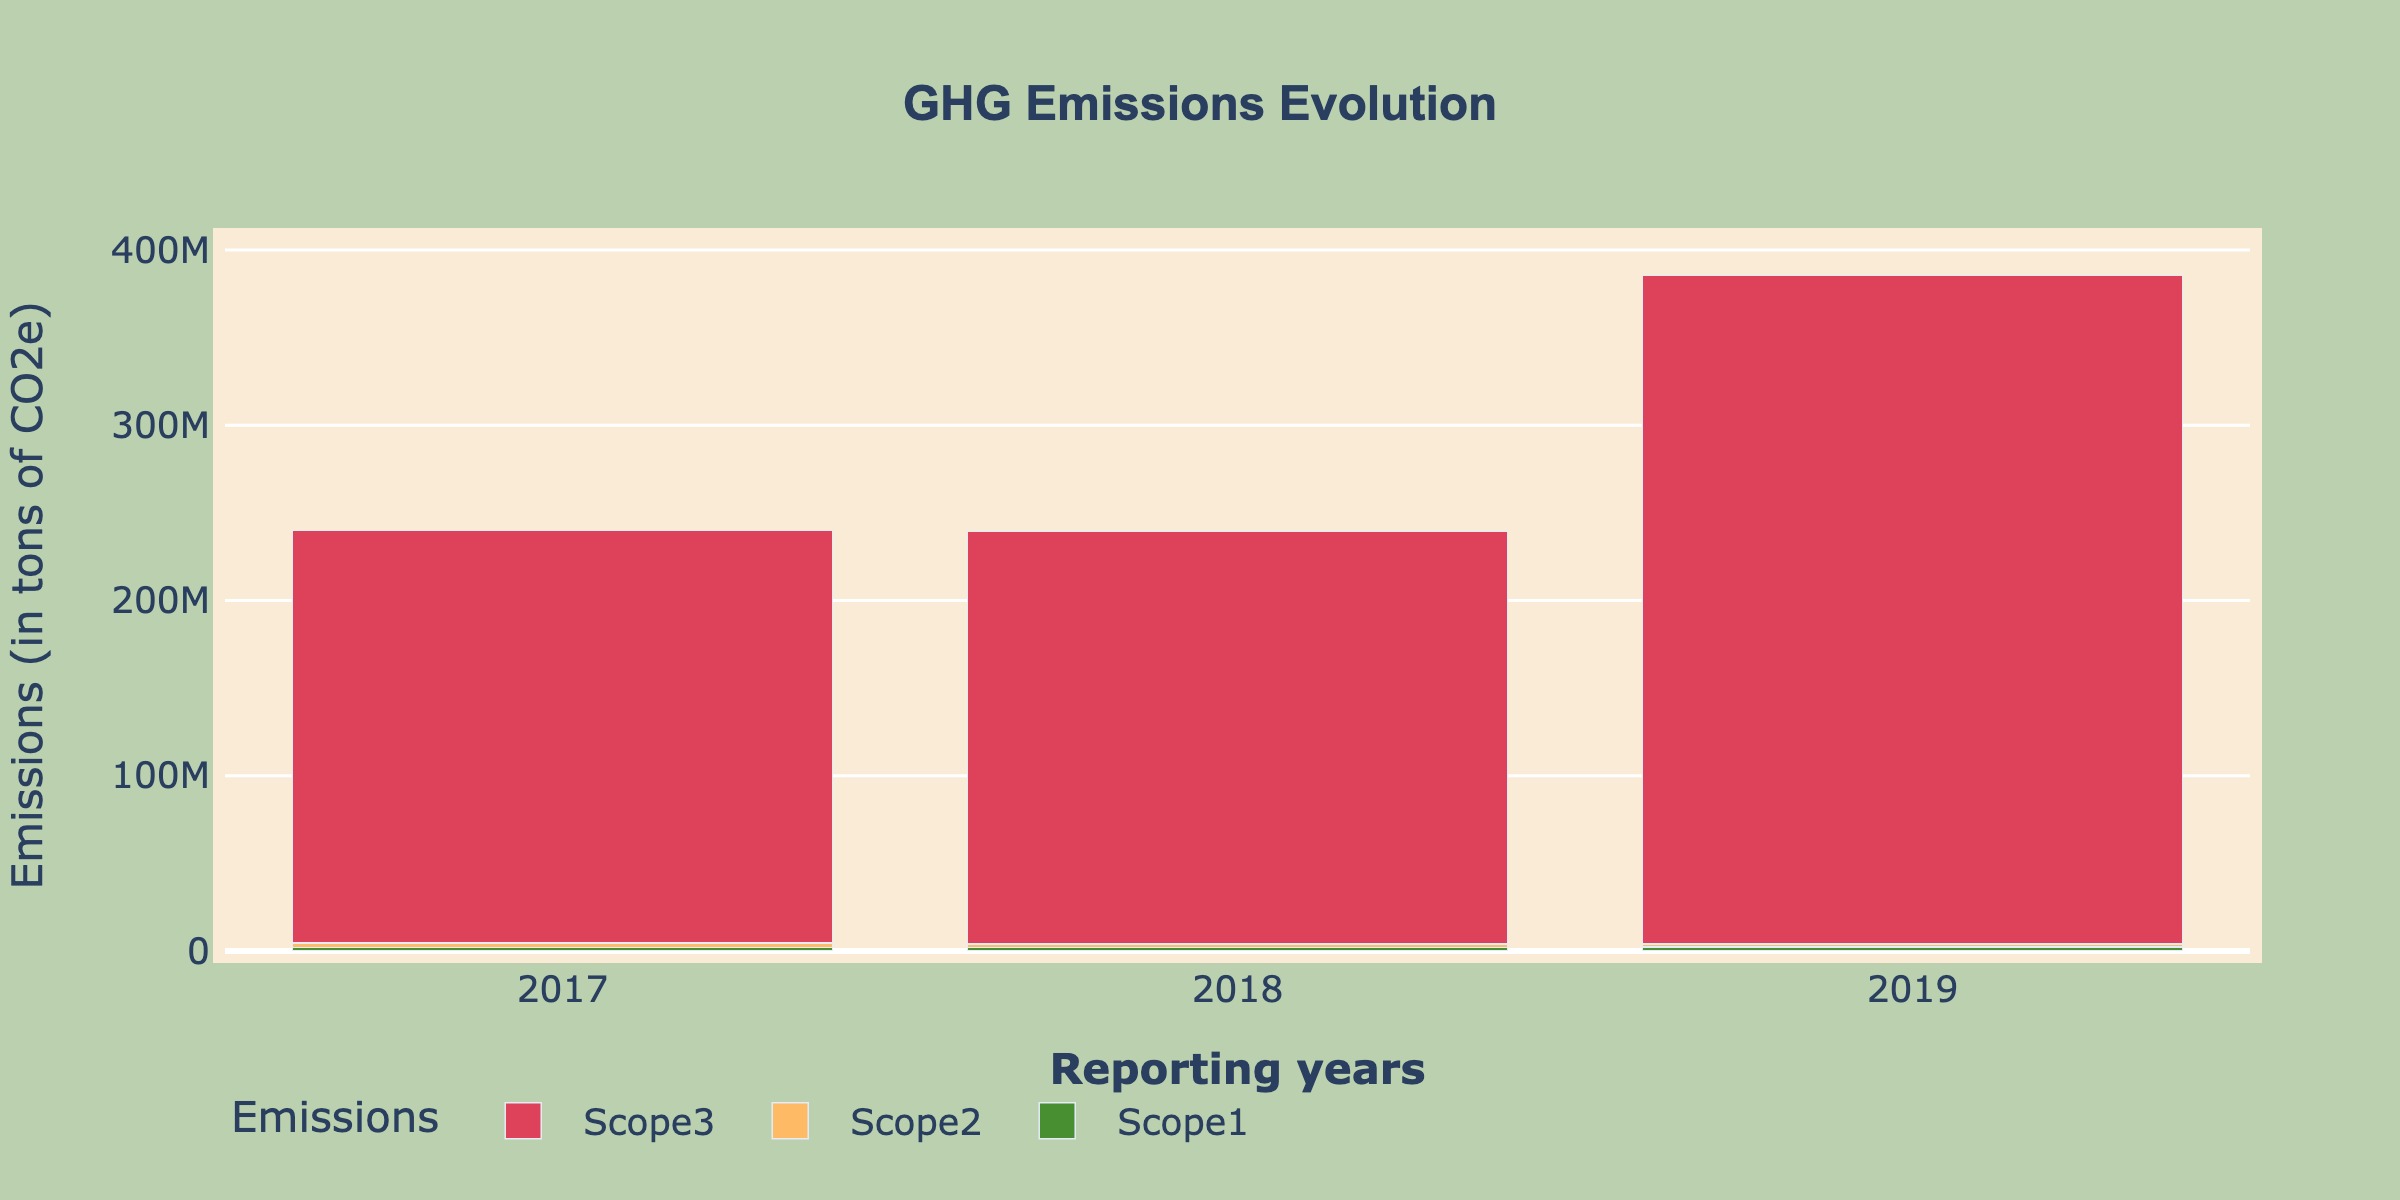 GHG Emissions Evolution
Emissions (in tons of CO2e)
400M
300M
200M
100M
0
2017 2018 2019
Reporting years
Emissions Scope3 Scope2 Scope1